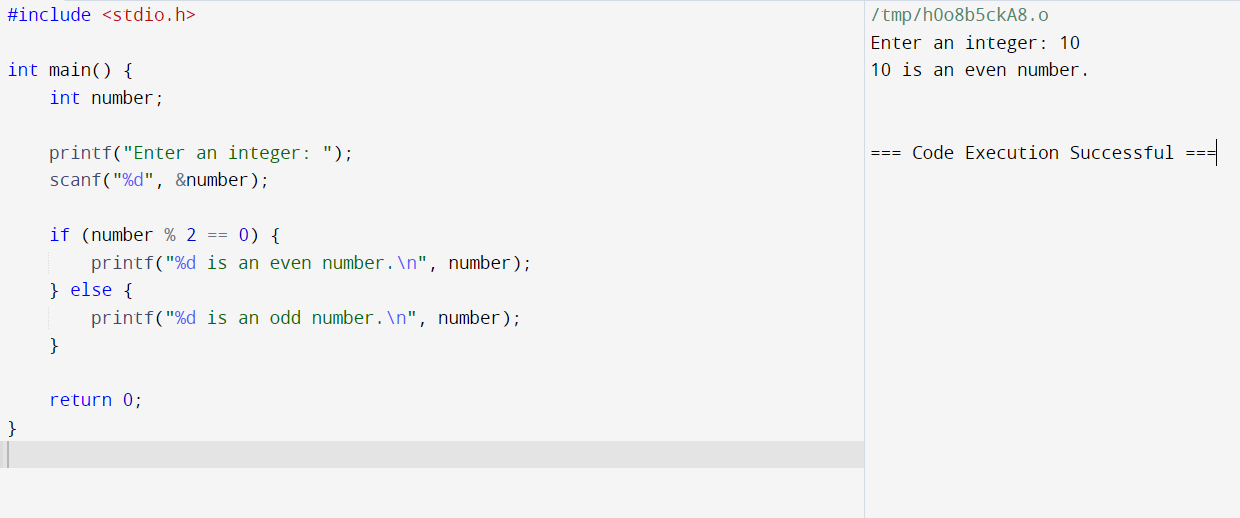 #include <stdio.h>
int main() {
    int number;
    printf("Enter an integer: ");
    scanf("%d", &number);
    if (number % 2 == 0) {
        printf("%d is an even number.\n", number);
    } else {
        printf("%d is an odd number.\n", number);
    }
    return 0;
}
/tmp/h0o8b5ckA8.o
Enter an integer: 10
10 is an even number.
=== Code Execution Successful ===